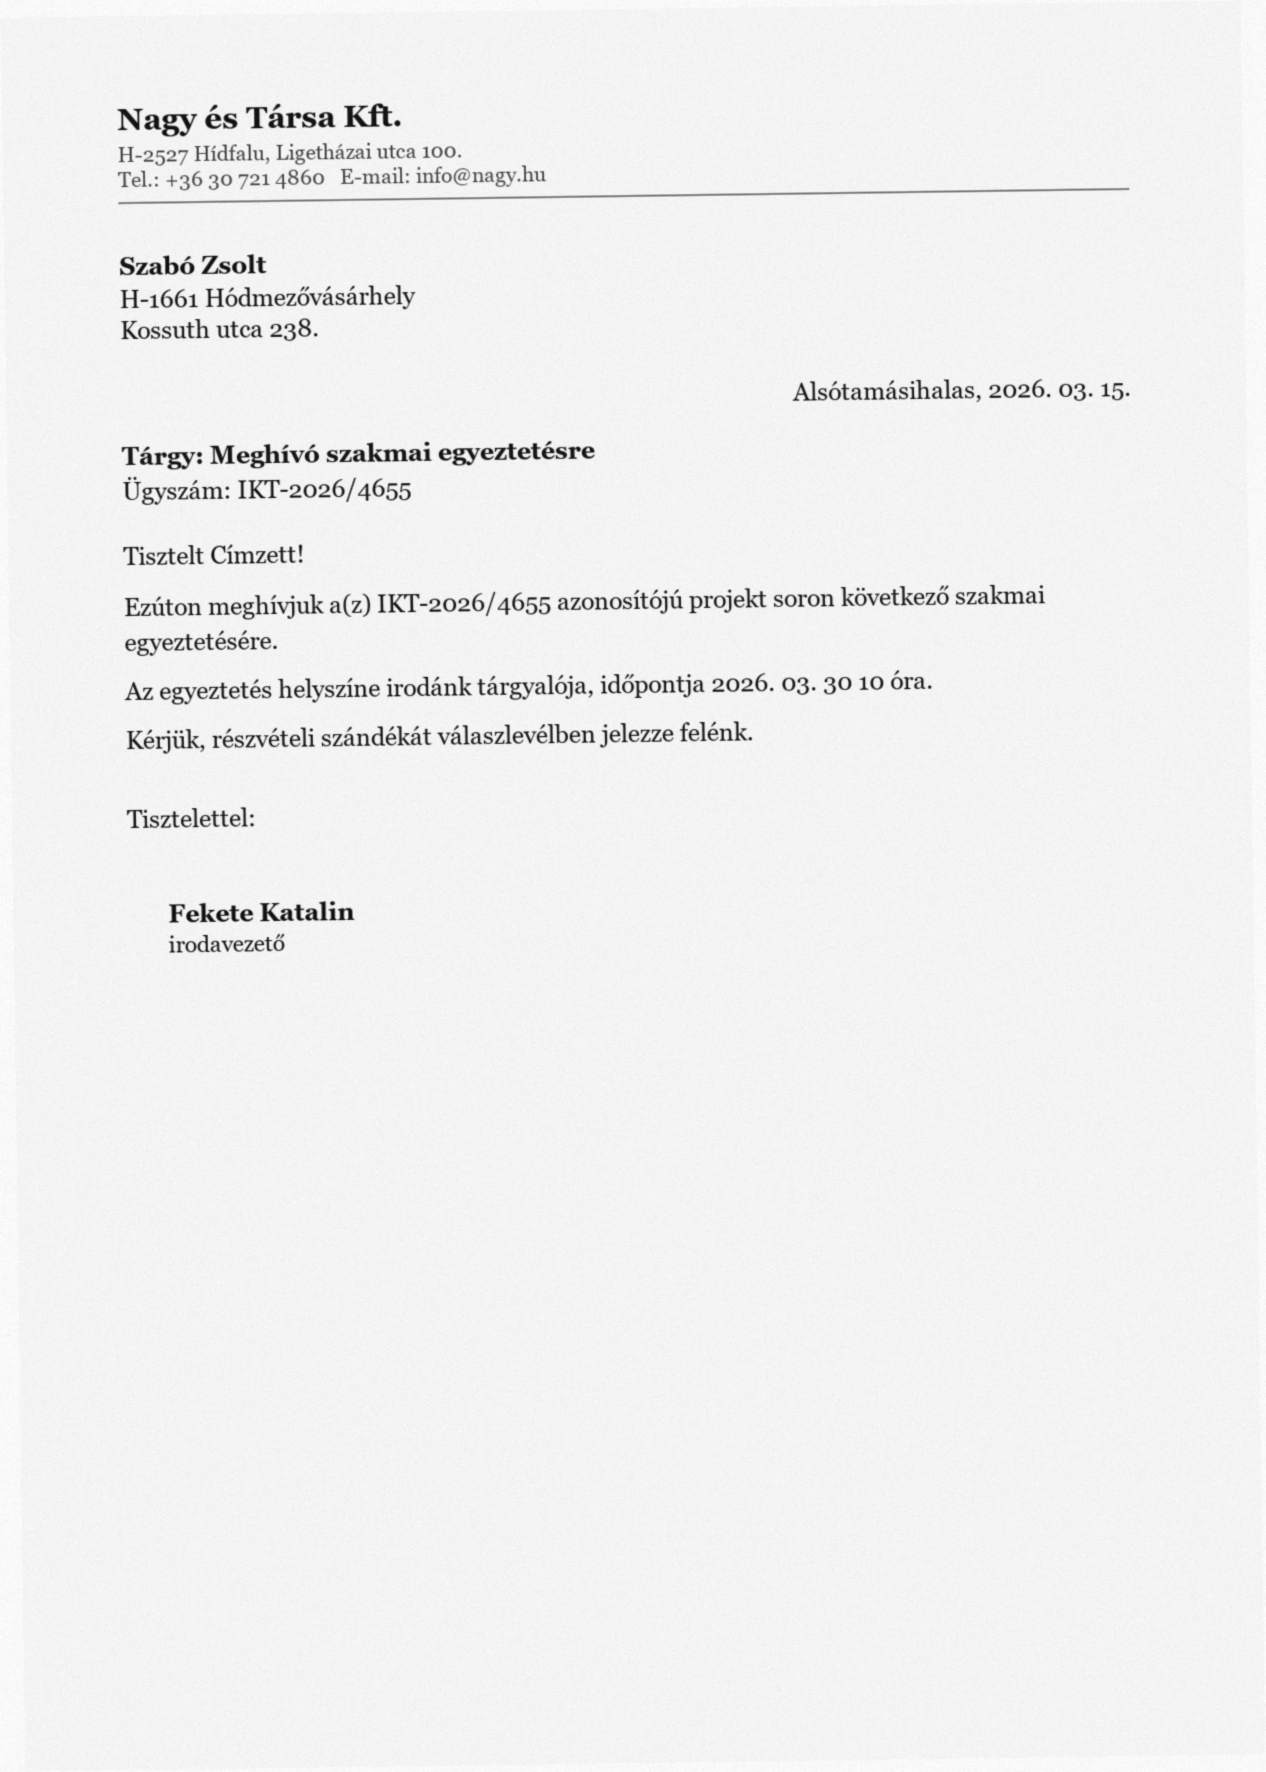 Nagy és Társa Kft.
H-2527 Hídfalu, Ligetházai utca 100.
Tel.: +36 30 721 4860 E-mail: info@nagy.hu
Szabó Zsolt
H-1661 Hódmezővásárhely
Kossuth utca 238.
Alsótamásihalas, 2026. 03. 15.
Tárgy: Meghívó szakmai egyeztetésre
Ügyszám: IKT-2026/4655
Tisztelt Címzett!
Ezúton meghívjuk a(z) IKT-2026/4655 azonosítójú projekt soron következő szakmai
egyeztetésére.
Az egyeztetés helyszíne irodánk tárgyalója, időpontja 2026. 03. 30 10 óra.
Kérjük, részvételi szándékát válaszlevélben jelezze felénk.
Tisztelettel:
Fekete Katalin
irodavezető